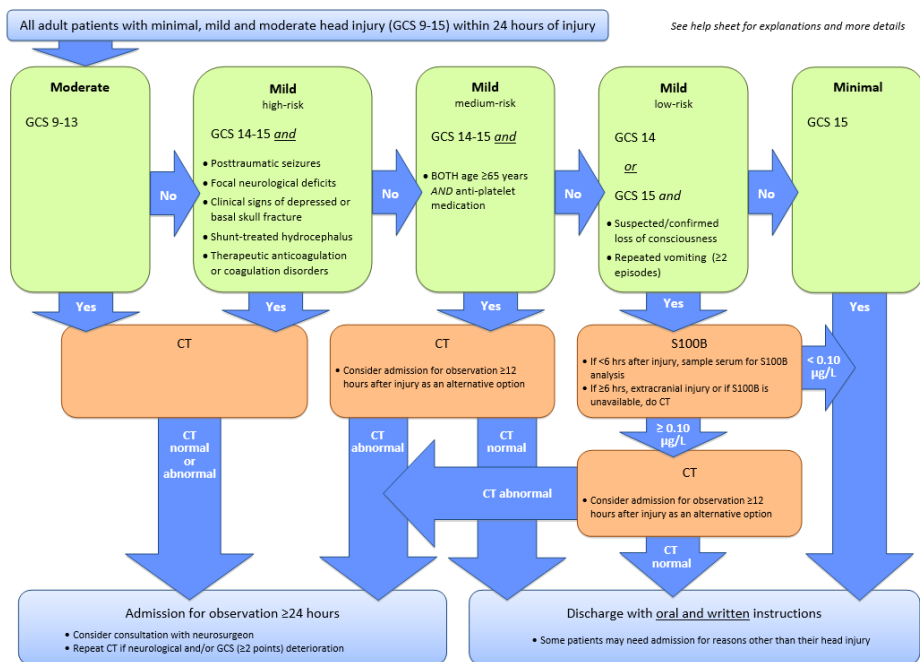 All adult patients with minimal, mild and moderate head injury (GCS 9-15) within 24 hours of injury
See help sheet for explanations and more details
Moderate
GCS 9-13
No
Yes
Mild
high-risk
GCS 14-15 and
• Posttraumatic seizures
• Focal neurological deficits
• Clinical signs of depressed or
basal skull fracture
• Shunt-treated hydrocephalus
• Therapeutic anticoagulation
or coagulation disorders
No
Yes
Mild
medium-risk
GCS 14-15 and
• BOTH age ≥65 years
AND anti-platelet
medication
No
Yes
Mild
low-risk
GCS 14
or
GCS 15 and
• Suspected/confirmed
loss of consciousness
• Repeated vomiting (≥2
episodes)
No
Yes
Minimal
GCS 15
Yes
CT
CT
• Consider admission for observation ≥12
hours after injury as an alternative option
S100B
• If <6 hrs after injury, sample serum for S100B
analysis
• If ≥6 hrs, extracranial injury or if S100B is
unavailable, do CT
< 0.10
µg/L
CT
normal
or
abnormal
CT
abnormal
CT
normal
≥ 0.10
µg/L
CT abnormal
CT
• Consider admission for observation ≥12
hours after injury as an alternative option
CT
normal
Admission for observation ≥24 hours
• Consider consultation with neurosurgeon
• Repeat CT if neurological and/or GCS (≥2 points) deterioration
Discharge with oral and written instructions
• Some patients may need admission for reasons other than their head injury